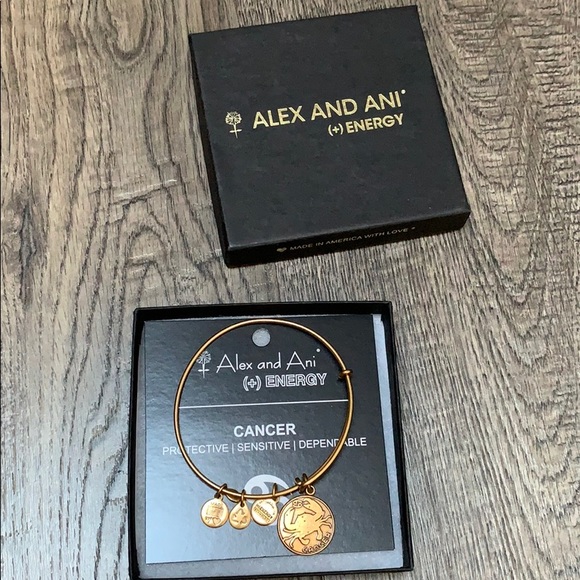 ALEX AND ANI
(+) ENERGY
MADE IN AMERICA WITH LOVE
Alex and Ani
(+) ENERGY
CANCER
PROTECTIVE | SENSITIVE | DEPENDABLE